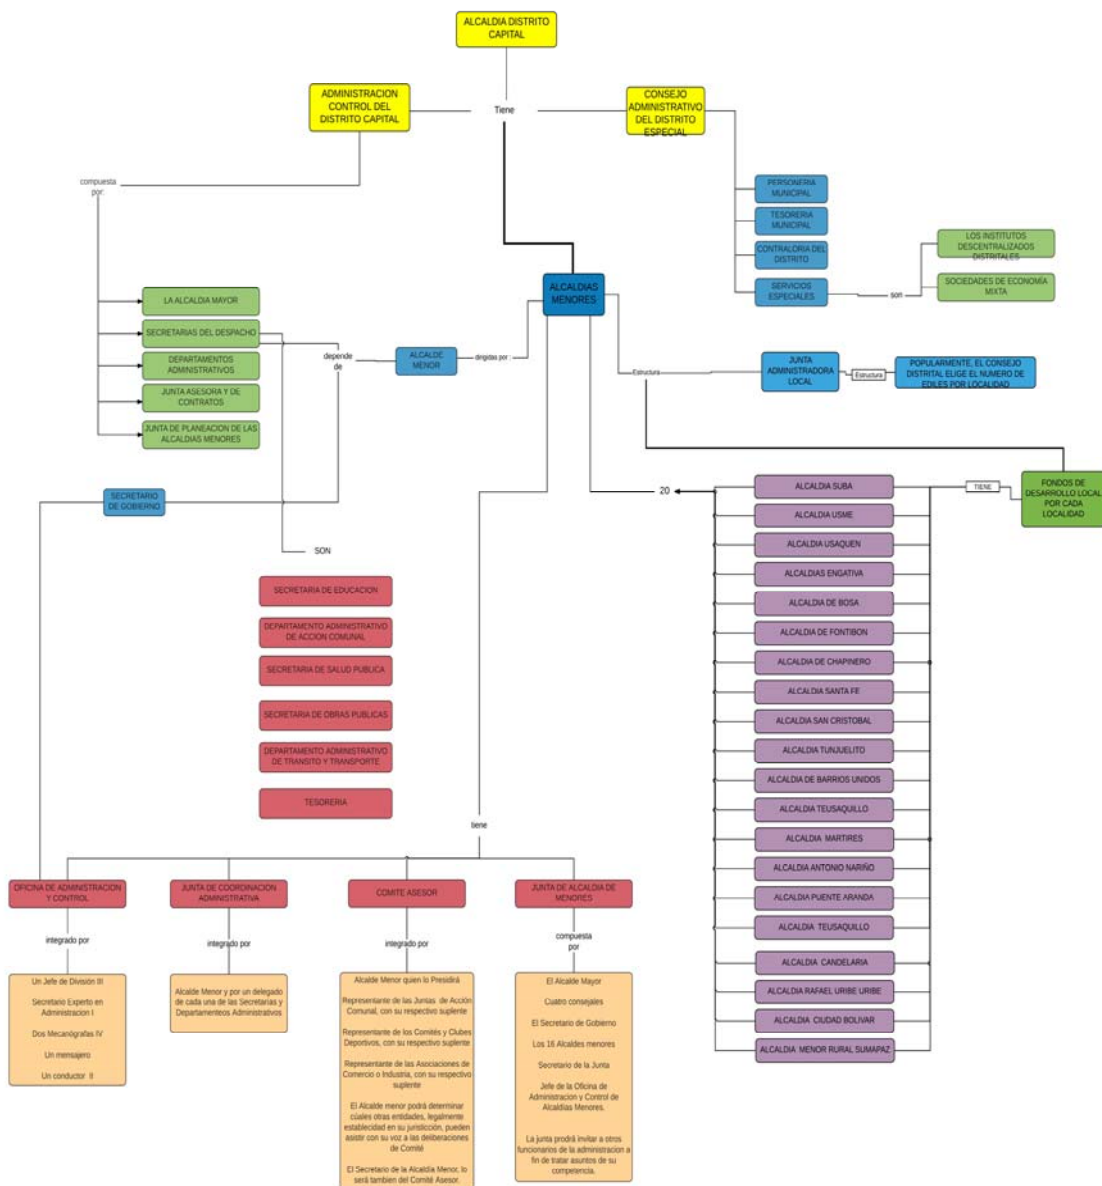 ALCALDIA DISTRITO
CAPITAL
ADMINISTRACION
CONTROL DEL
DISTRITO CAPITAL
Tiene
CONSEJO
ADMINISTRATIVO
DEL DISTRITO
ESPECIAL
compuesta
por:
PERSONERIA
MUNICIPAL
TESORERIA
MUNICIPAL
CONTRALORIA DEL
DISTRITO
SERVICIOS
ESPECIALES
son
LOS INSTITUTOS
DESCENTRALIZADOS
DISTRITALES
SOCIEDADES DE ECONOMÍA
MIXTA
ALCALDIAS
MENORES
LA ALCALDIA MAYOR
SECRETARIAS DEL DESPACHO
DEPARTAMENTOS
ADMINISTRATIVOS
JUNTA ASESORA Y DE
CONTRATOS
JUNTA DE PLANEACION DE LAS
ALCALDIAS MENORES
depende
de
ALCALDE
MENOR
dirigidas por :
Estructura
JUNTA
ADMINISTRADORA
LOCAL
Estructura
POPULARMENTE, EL CONSEJO
DISTRITAL ELIGE EL NUMERO DE
EDILES POR LOCALIDAD
SECRETARIO
DE GOBIERNO
SON
20
TIENE
FONDOS DE
DESARROLLO LOCAL
POR CADA
LOCALIDAD
ALCALDIA SUBA
ALCALDIA USME
ALCALDIA USAQUEN
ALCALDIAS ENGATIVA
ALCALDIA DE BOSA
ALCALDIA DE FONTIBON
ALCALDIA DE CHAPINERO
ALCALDIA SANTA FE
ALCALDIA SAN CRISTOBAL
ALCALDIA TUNJUELITO
ALCALDIA DE BARRIOS UNIDOS
ALCALDIA TEUSAQUILLO
ALCALDIA MARTIRES
ALCALDIA ANTONIO NARIÑO
ALCALDIA PUENTE ARANDA
ALCALDIA TEUSAQUILLO
ALCALDIA CANDELARIA
ALCALDIA RAFAEL URIBE URIBE
ALCALDIA CIUDAD BOLIVAR
ALCALDIA MENOR RURAL SUMAPAZ
SECRETARIA DE EDUCACION
DEPARTAMENTO ADMINISTRATIVO
DE ACCION COMUNAL
SECRETARIA DE SALUD PUBLICA
SECRETARIA DE OBRAS PUBLICAS
DEPARTAMENTO ADMINISTRATIVO
DE TRANSITO Y TRANSPORTE
TESORERIA
tiene
OFICINA DE ADMINISTRACION
Y CONTROL
integrado por
Un Jefe de División III
Secretario Experto en
Administracion I
Dos Mecanógrafas IV
Un mensajero
Un conductor II
JUNTA DE COORDINACION
ADMINISTRATIVA
integrado por
Alcalde Menor y por un delegado
de cada una de las Secretarías y
Departamenteos Administrativos
COMITE ASESOR
integrado por
Alcalde Menor quien lo Presidirá
Representante de las Juntas de Acción
Comunal, con su respectivo suplente
Representante de los Comités y Clubes
Deportivos, con su respectivo suplente
Representante de las Asociaciones de
Comercio o Industria, con su respectivo
suplente
El Alcalde menor podrá determinar
cúales otras entidades, legalmente
establecidad en su juristicción, pueden
asistir con su voz a las deliberaciones
de Comité
El Secretario de la Alcaldía Menor, lo
será tambien del Comité Asesor.
JUNTA DE ALCALDIA DE
MENORES
compuesta
por
El Alcalde Mayor
Cuatro consejales
El Secretario de Gobierno
Los 16 Alcaldes menores
Secretario de la Junta
Jefe de la Oficina de
Administracion y Control de
Alcaldías Menores.
La junta prodrá invitar a otros
funcionarios de la administracion a
fin de tratar asuntos de su
competencia.